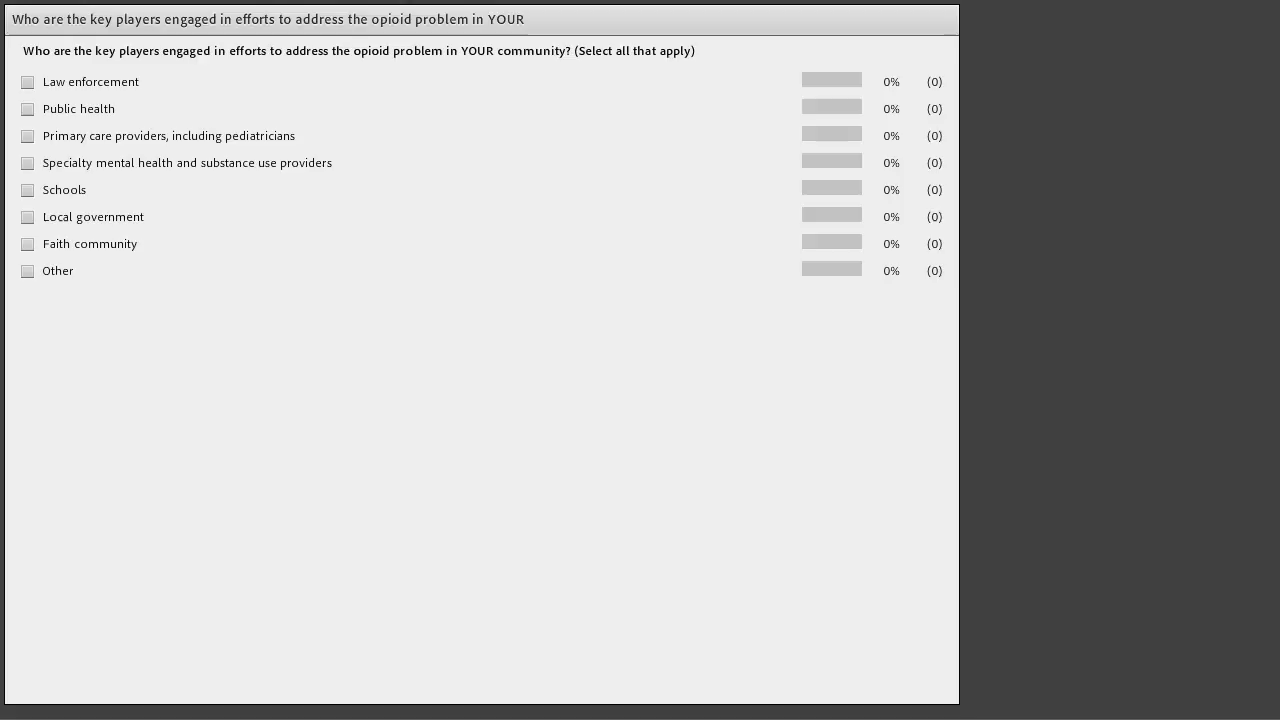 Who are the key players engaged in efforts to address the opioid problem in YOUR
Who are the key players engaged in efforts to address the opioid problem in YOUR community? (Select all that apply)
Law enforcement 0% (0)
Public health 0% (0)
Primary care providers, including pediatricians 0% (0)
Specialty mental health and substance use providers 0% (0)
Schools 0% (0)
Local government 0% (0)
Faith community 0% (0)
Other 0% (0)